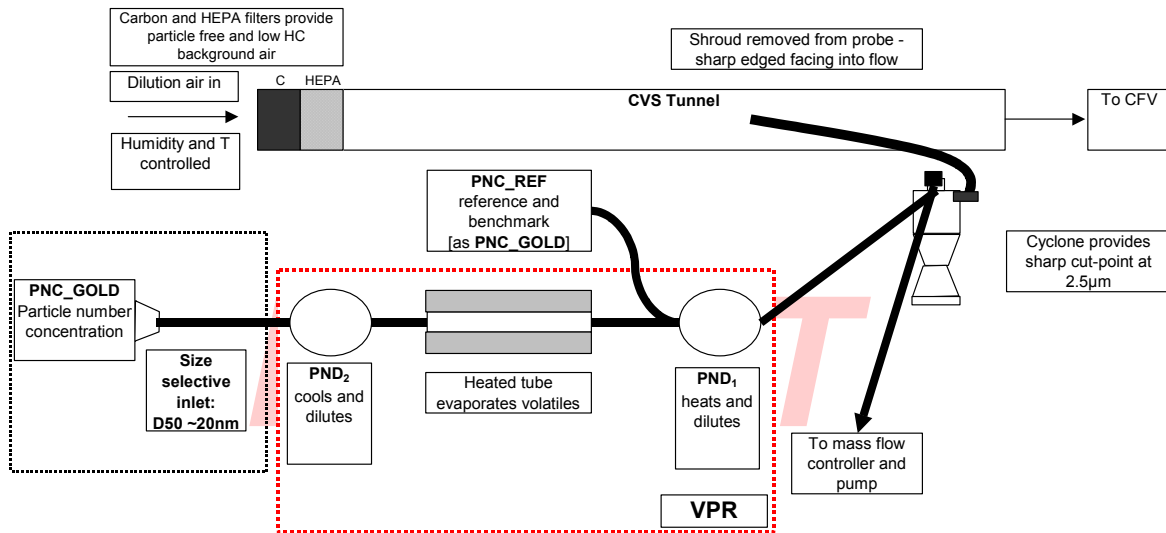 Carbon and HEPA filters provide
particle free and low HC
background air
Shroud removed from probe -
sharp edged facing into flow
Dilution air in
C
HEPA
CVS Tunnel
To CFV
Humidity and T
controlled
PNC_REF
reference and
benchmark
[as PNC_GOLD]
Cyclone provides
sharp cut-point at
2.5µm
PNC_GOLD
Particle number
concentration
Size
selective
inlet:
D50 ~20nm
PND2
cools and
dilutes
Heated tube
evaporates volatiles
PND1
heats and
dilutes
To mass flow
controller and
pump
VPR